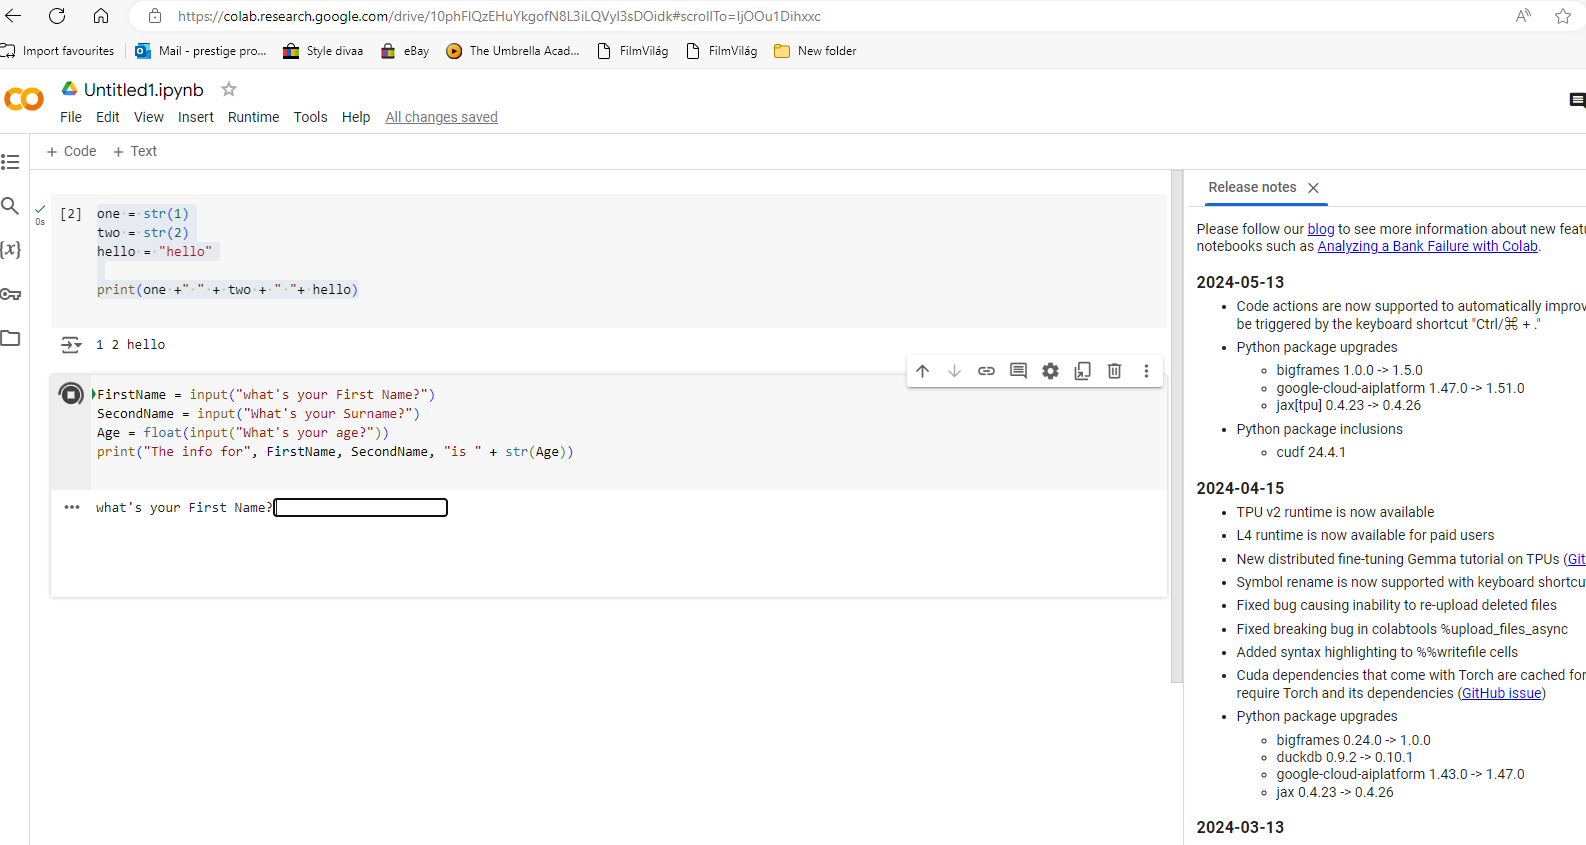 https://colab.research.google.com/drive/10phFlQzEHuYkgofN8L3iLQVyI3sDOidk#scrollTo=IjOOu1Dihxxc
Import favourites
Mail - prestige pro...
Style divaa
eBay
The Umbrella Acad...
FilmVilág
FilmVilág
New folder
Untitled1.ipynb
File Edit View Insert Runtime Tools Help All changes saved
+ Code + Text
0s
[2]
one = str(1)
two = str(2)
hello = "hello"
print(one +" " + two + " "+ hello)
1 2 hello
FirstName = input("what's your First Name?")
SecondName = input("What's your Surname?")
Age = float(input("What's your age?"))
print("The info for", FirstName, SecondName, "is " + str(Age))
what's your First Name?
Release notes
Please follow our blog to see more information about new featu
notebooks such as Analyzing a Bank Failure with Colab.
2024-05-13
• Code actions are now supported to automatically improv
be triggered by the keyboard shortcut "Ctrl/⌘ + ."
• Python package upgrades
◦ bigframes 1.0.0 -> 1.5.0
◦ google-cloud-aiplatform 1.47.0 -> 1.51.0
◦ jax[tpu] 0.4.23 -> 0.4.26
• Python package inclusions
◦ cudf 24.4.1
2024-04-15
• TPU v2 runtime is now available
• L4 runtime is now available for paid users
• New distributed fine-tuning Gemma tutorial on TPUs (Git
• Symbol rename is now supported with keyboard shortcu
• Fixed bug causing inability to re-upload deleted files
• Fixed breaking bug in colabtools %upload_files_async
• Added syntax highlighting to %%writefile cells
• Cuda dependencies that come with Torch are cached for
require Torch and its dependencies (GitHub issue)
• Python package upgrades
◦ bigframes 0.24.0 -> 1.0.0
◦ duckdb 0.9.2 -> 0.10.1
◦ google-cloud-aiplatform 1.43.0 -> 1.47.0
◦ jax 0.4.23 -> 0.4.26
2024-03-13